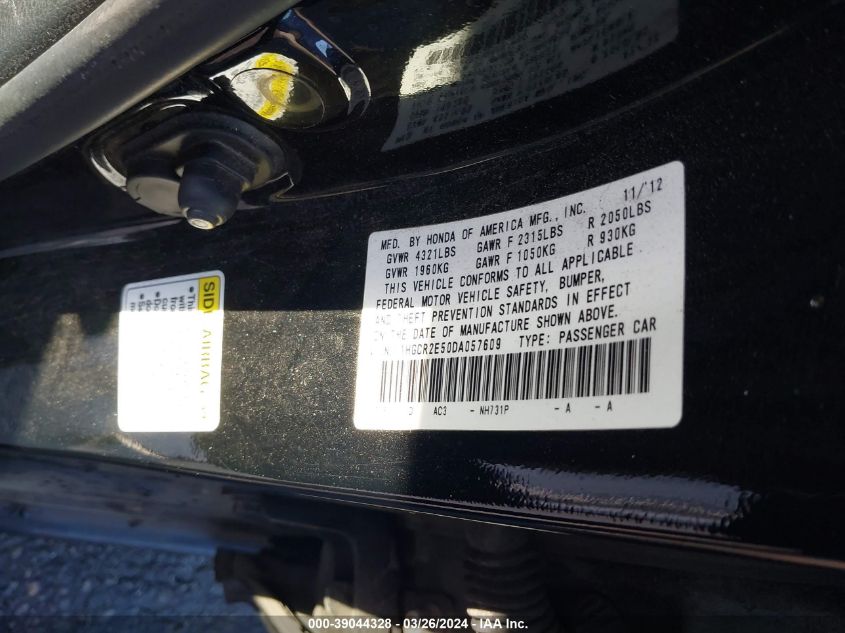 11/'12
MFD. BY HONDA OF AMERICA MFG., INC.
GVWR 4321LBS GAWR F 2315LBS R 2050LBS
GVWR 1960KG GAWR F 1050KG R 930KG
THIS VEHICLE CONFORMS TO ALL APPLICABLE
FEDERAL MOTOR VEHICLE SAFETY, BUMPER,
AND THEFT PREVENTION STANDARDS IN EFFECT
ON THE DATE OF MANUFACTURE SHOWN ABOVE.
1HGCR2E50DA057609 TYPE: PASSENGER CAR
D AC3 - NH731P - A - A
SIDE AIRBAG
000-39044328 - 03/26/2024 - IAA Inc.